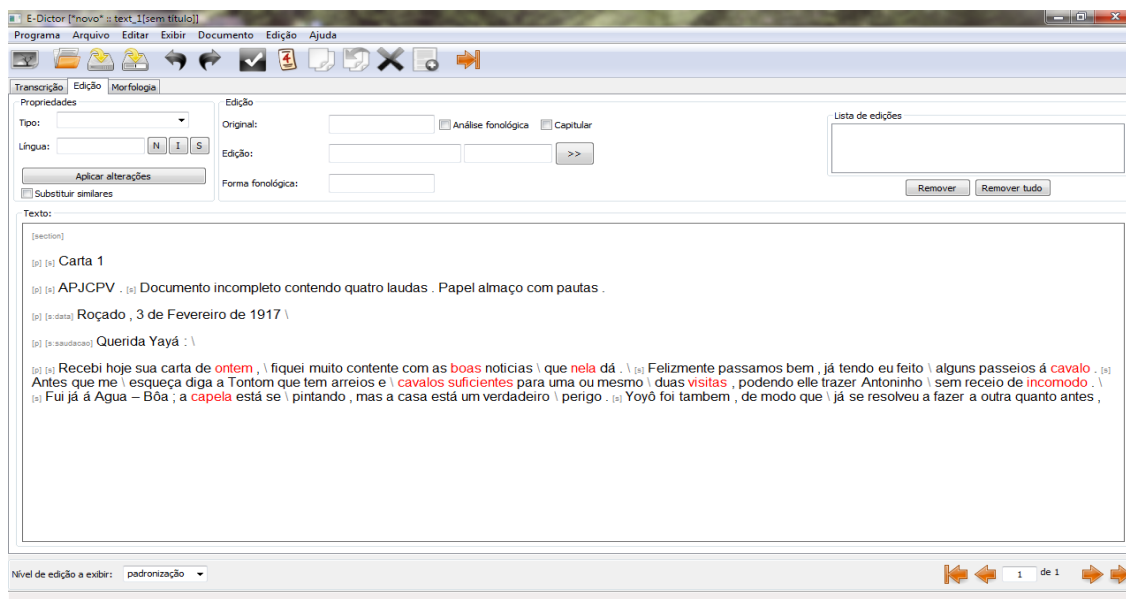 E-Dictor [*novo* :: text_1[sem título]]
Programa Arquivo Editar Exibir Documento Edição Ajuda
Transcrição Edição Morfologia
Propriedades
Tipo:
Língua: N I S
Aplicar alterações
Substituir similares
Edição
Original: Análise fonológica Capitular
Edição: >>
Forma fonológica:
Lista de edições
Remover Remover tudo
Texto:
[section]
[p] [s] Carta 1
[p] [s] APJCPV . [s] Documento incompleto contendo quatro laudas . Papel almaço com pautas .
[p] [s:data] Roçado , 3 de Fevereiro de 1917 \
[p] [s:saudacao] Querida Yayá : \
[p] [s] Recebi hoje sua carta de ontem , \ fiquei muito contente com as boas noticias \ que nela dá . \ [s] Felizmente passamos bem , já tendo eu feito \ alguns passeios á cavalo . [s]
Antes que me \ esqueça diga a Tontom que tem arreios e \ cavalos suficientes para uma ou mesmo \ duas visitas , podendo elle trazer Antoninho \ sem receio de incomodo . \
[s] Fui já á Agua – Bôa ; a capela está se \ pintando , mas a casa está um verdadeiro \ perigo . [s] Yoyô foi tambem , de modo que \ já se resolveu a fazer a outra quanto antes ,
Nível de edição a exibir: padronização 1 de 1